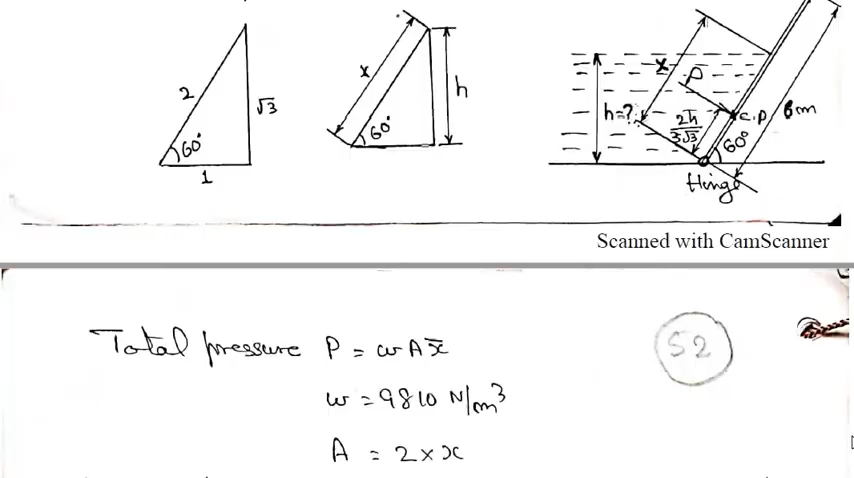 2
√3
60°
1
x
h
60°
x
P
h=?
2h
3√3
C.P
6m
60°
Hinge
Scanned with CamScanner
Total pressure P = w A x̄
52
w = 9810 N/m³
A = 2 × x